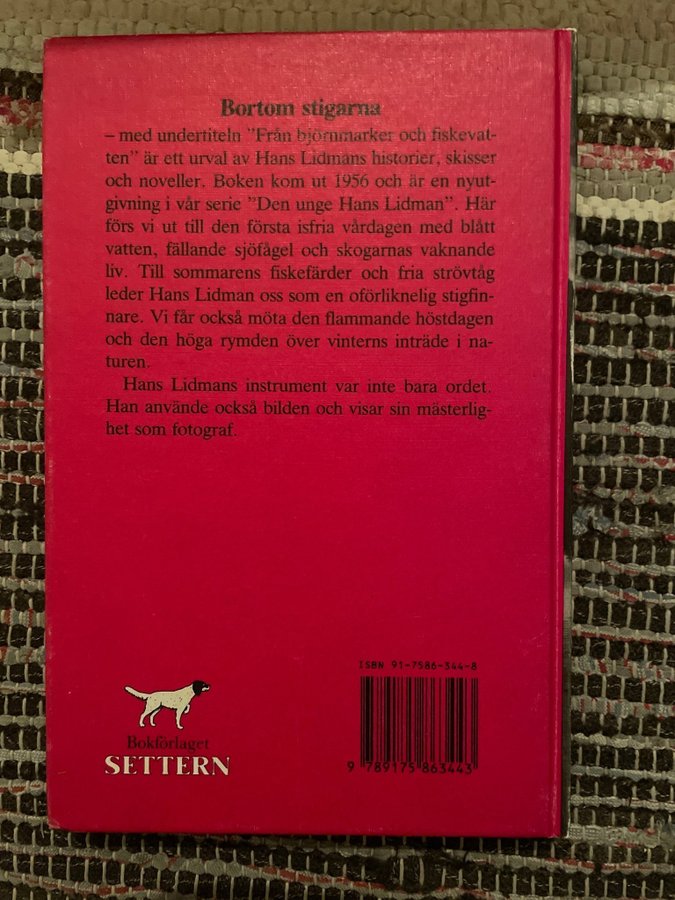 Bortom stigarna
– med undertiteln "Från björnmarker och fiskevat-
ten" är ett urval av Hans Lidmans historier, skisser
och noveller. Boken kom ut 1956 och är en nyut-
givning i vår serie "Den unge Hans Lidman". Här
förs vi ut till den första isfria vårdagen med blått
vatten, fällande sjöfågel och skogarnas vaknande
liv. Till sommarens fiskefärder och fria strövtåg
leder Hans Lidman oss som en oförliknelig stigfin-
nare. Vi får också möta den flammande höstdagen
och den höga rymden över vinterns inträde i na-
turen.
Hans Lidmans instrument var inte bara ordet.
Han använde också bilden och visar sin mästerlig-
het som fotograf.
ISBN 91-7586-344-8
9 789175 863443
Bokförlaget
SETTERN